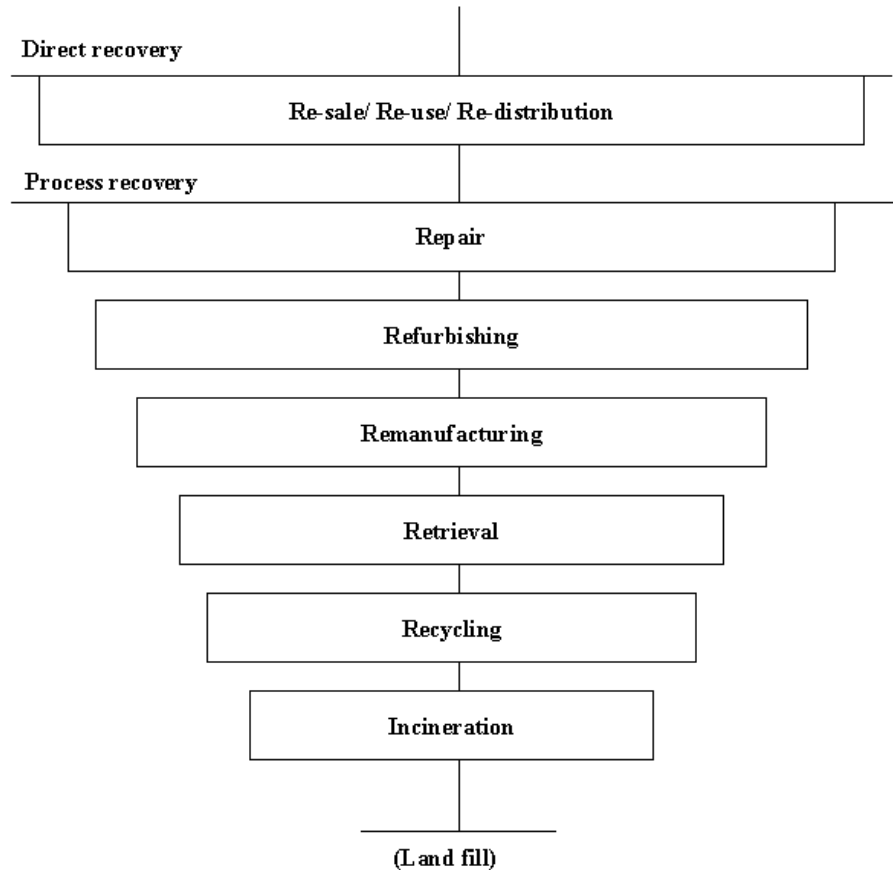 Direct recovery
Re-sale/ Re-use/ Re-distribution
Process recovery
Repair
Refurbishing
Remanufacturing
Retrieval
Recycling
Incineration
(Land fill)